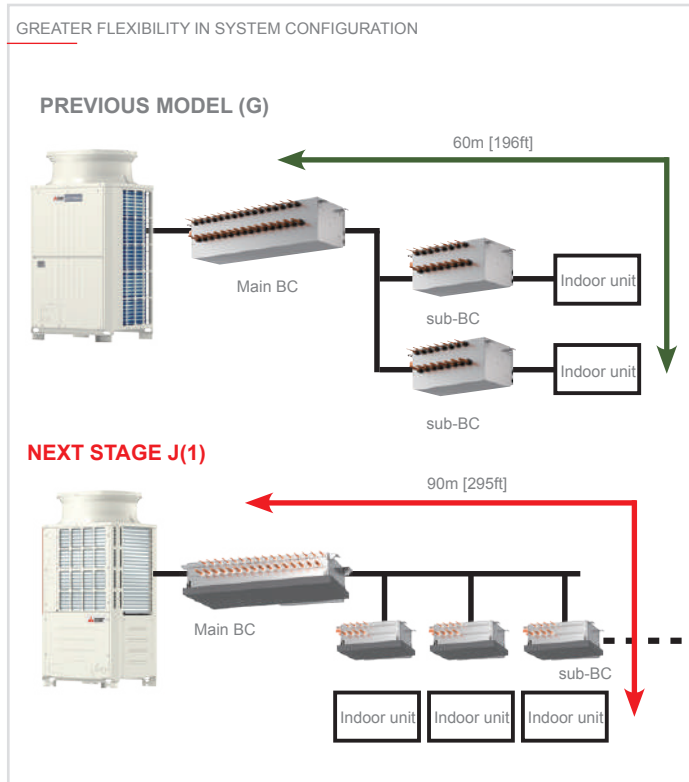 GREATER FLEXIBILITY IN SYSTEM CONFIGURATION
PREVIOUS MODEL (G)
60m [196ft]
Main BC
Indoor unit
sub-BC
Indoor unit
sub-BC
NEXT STAGE J(1)
90m [295ft]
Main BC
sub-BC
Indoor unit
Indoor unit
Indoor unit